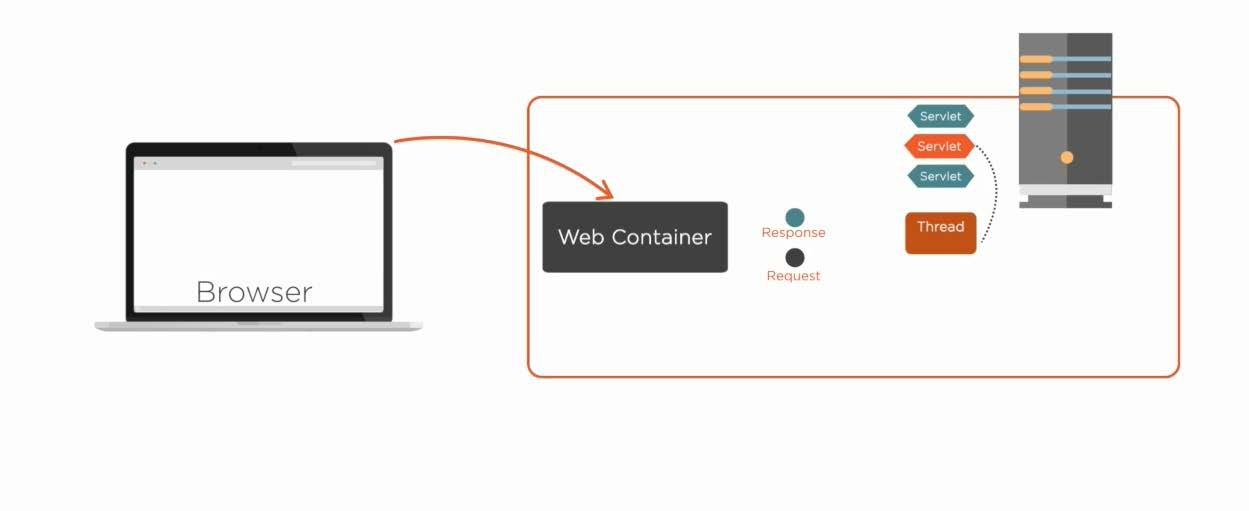 Browser
Web Container
Response
Request
Servlet
Servlet
Servlet
Thread